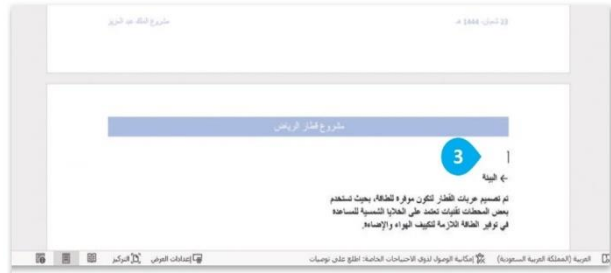 23 شعبان، 1444 هـ
مشروع الملك عبد العزيز
مشروع قطار الرياض
3
← البيئة
تم تصميم عربات القطار لتكون موفرة للطاقة، بحيث تستخدم
بعض المحطات تقنيات تعتمد على الخلايا الشمسية للمساعدة
في توفير الطاقة اللازمة لتكييف الهواء والإضاءة.
العربية (المملكة العربية السعودية) إمكانية الوصول لذوي الاحتياجات الخاصة: اطلع على توصيات إعدادات العرض التركيز